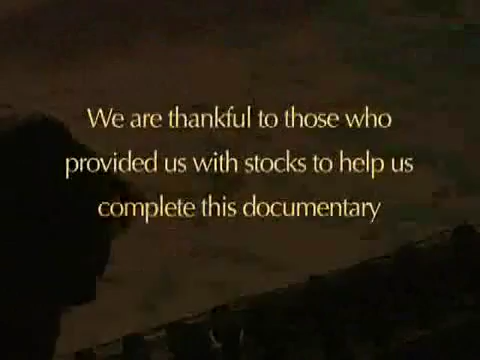 We are thankful to those who
provided us with stocks to help us
complete this documentary